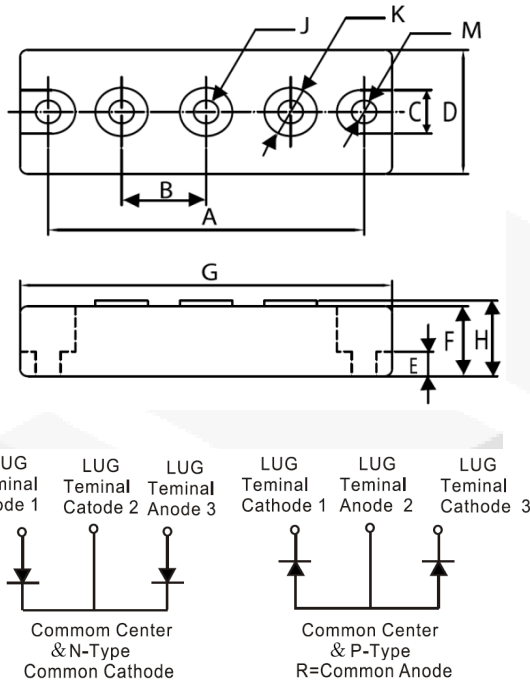 J
K
M
C
D
B
A
G
F
H
E
LUG
Teminal
Catode 2
LUG
Teminal
Anode 3
LUG
Teminal
Cathode 1
LUG
Teminal
Anode 2
LUG
Teminal
Cathode 3
Commom Center
& N-Type
Common Cathode
Common Center
& P-Type
R=Common Anode